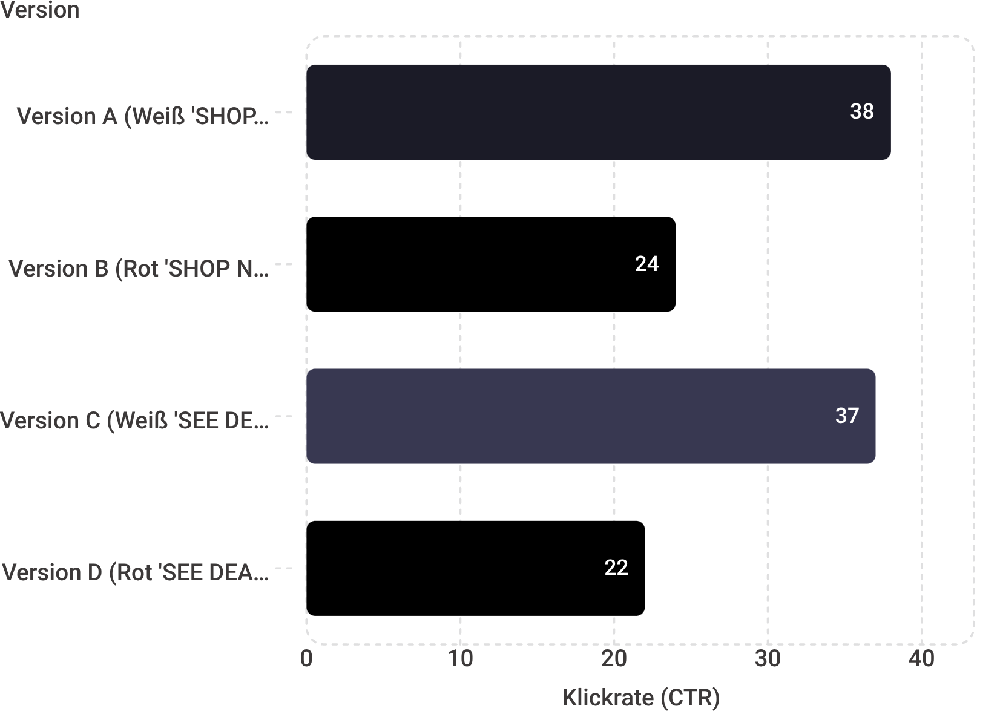 Version
Version A (Weiß 'SHOP...
38
Version B (Rot 'SHOP N...
24
Version C (Weiß 'SEE DE...
37
Version D (Rot 'SEE DEA...
22
0 10 20 30 40
Klickrate (CTR)